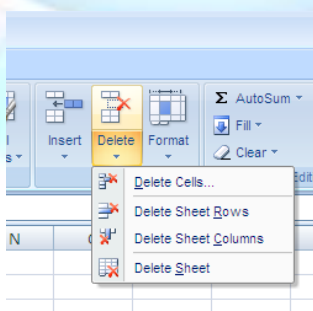 Σ AutoSum
Fill
Insert Delete Format
Clear
Delete Cells...
Delete Sheet Rows
Delete Sheet Columns
Delete Sheet
N